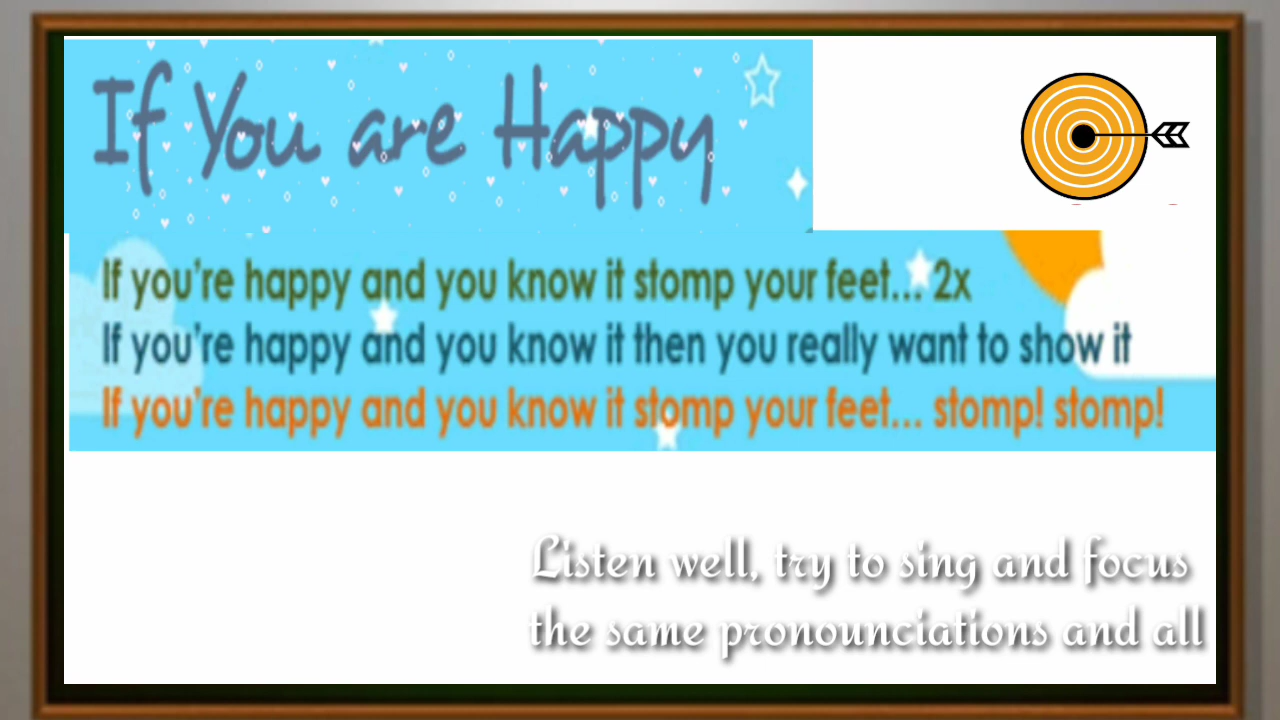 If You are Happy
If you're happy and you know it stomp your feet... 2x
If you're happy and you know it then you really want to show it
If you're happy and you know it stomp your feet... stomp! stomp!
Listen well, try to sing and focus
the same pronounciations and all